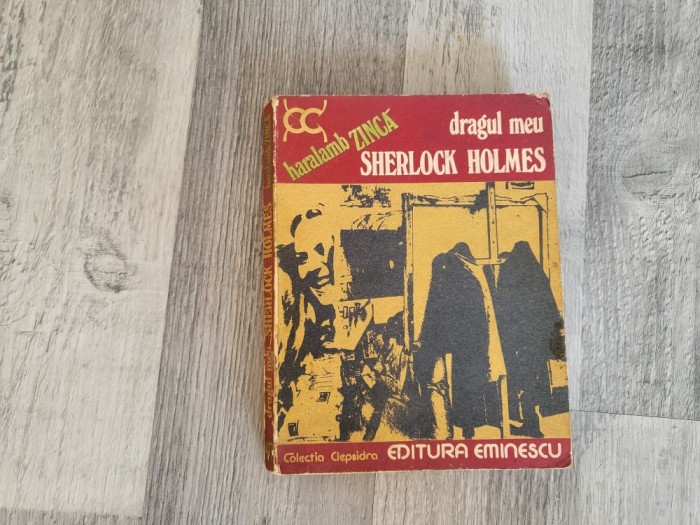 CC
haralamb ZINCĂ
dragul meu
SHERLOCK HOLMES
Colecția Clepsidra EDITURA EMINESCU
dragul meu SHERLOCK HOLMES